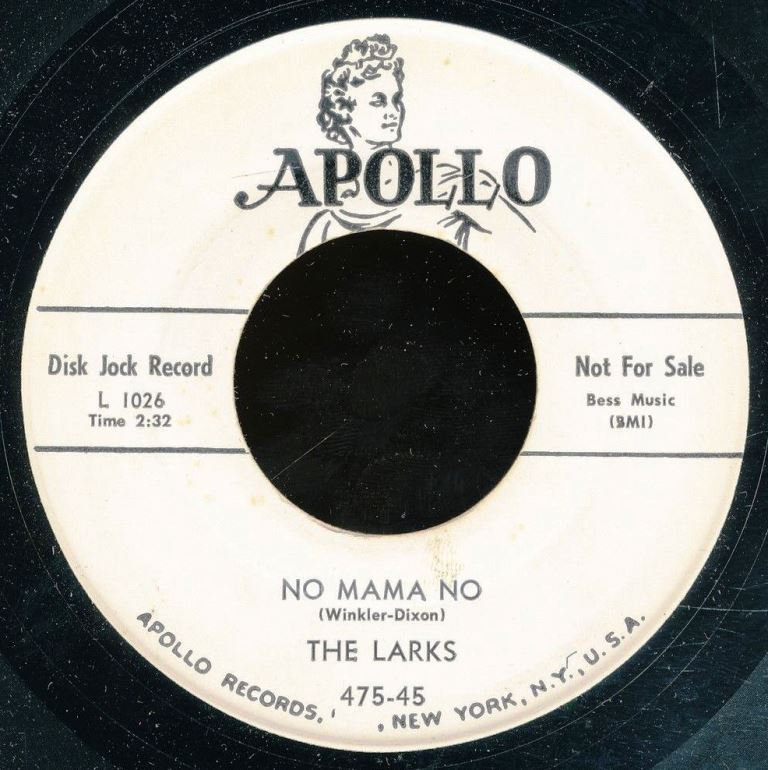 APOLLO
Disk Jock Record
L 1026
Time 2:32
Not For Sale
Bess Music
(BMI)
NO MAMA NO
(Winkler-Dixon)
THE LARKS
475-45
APOLLO RECORDS, , NEW YORK, N.Y., U.S.A.